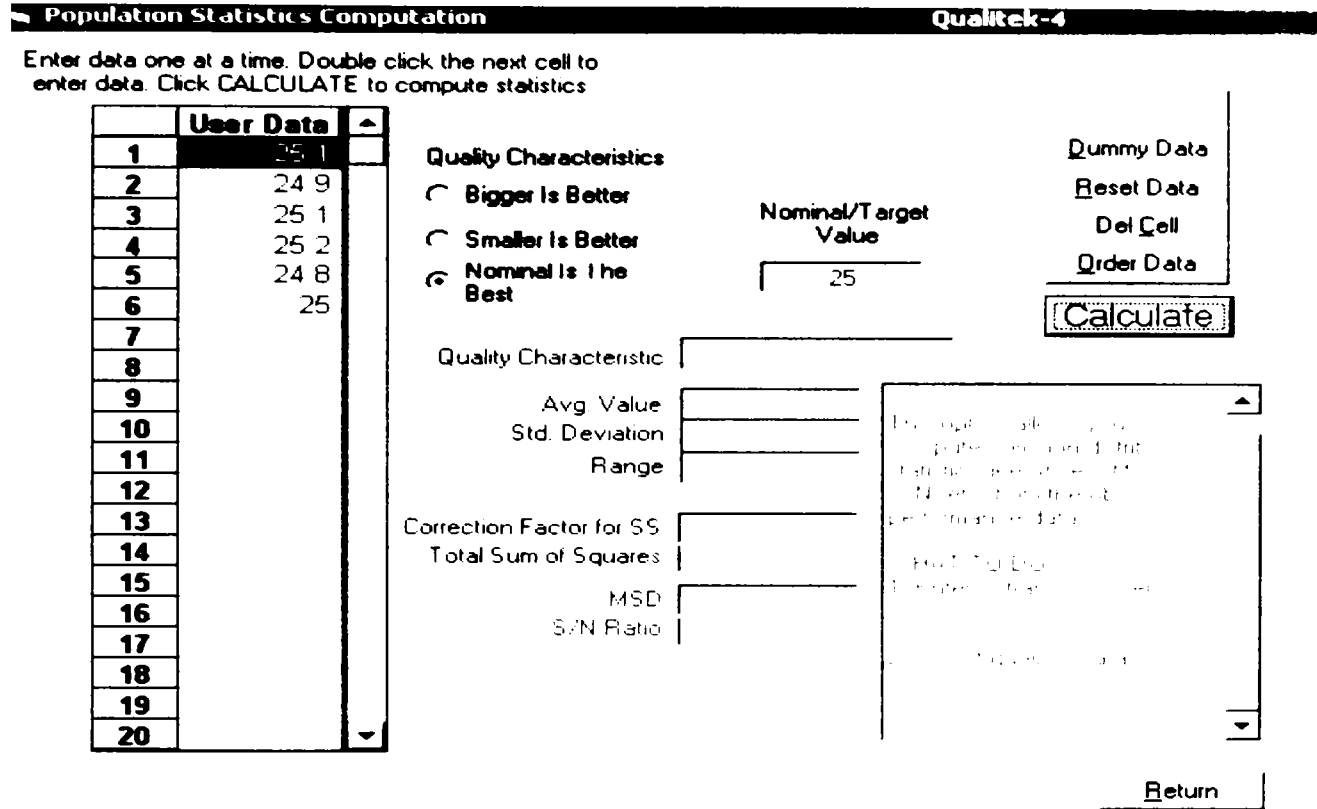 Population Statistics Computation Qualitek-4
Enter data one at a time. Double click the next cell to
enter data. Click CALCULATE to compute statistics
User Data
1 25 1
2 24 9
3 25 1
4 25 2
5 24 8
6 25
7
8
9
10
11
12
13
14
15
16
17
18
19
20
Quality Characteristics
Bigger Is Better
Smaller Is Better
Nominal Is The
Best
Nominal/Target
Value
25
Dummy Data
Reset Data
Del Cell
Order Data
Calculate
Quality Characteristic
Avg. Value
Std. Deviation
Range
Correction Factor for SS
Total Sum of Squares
MSD
S/N Ratio
Return